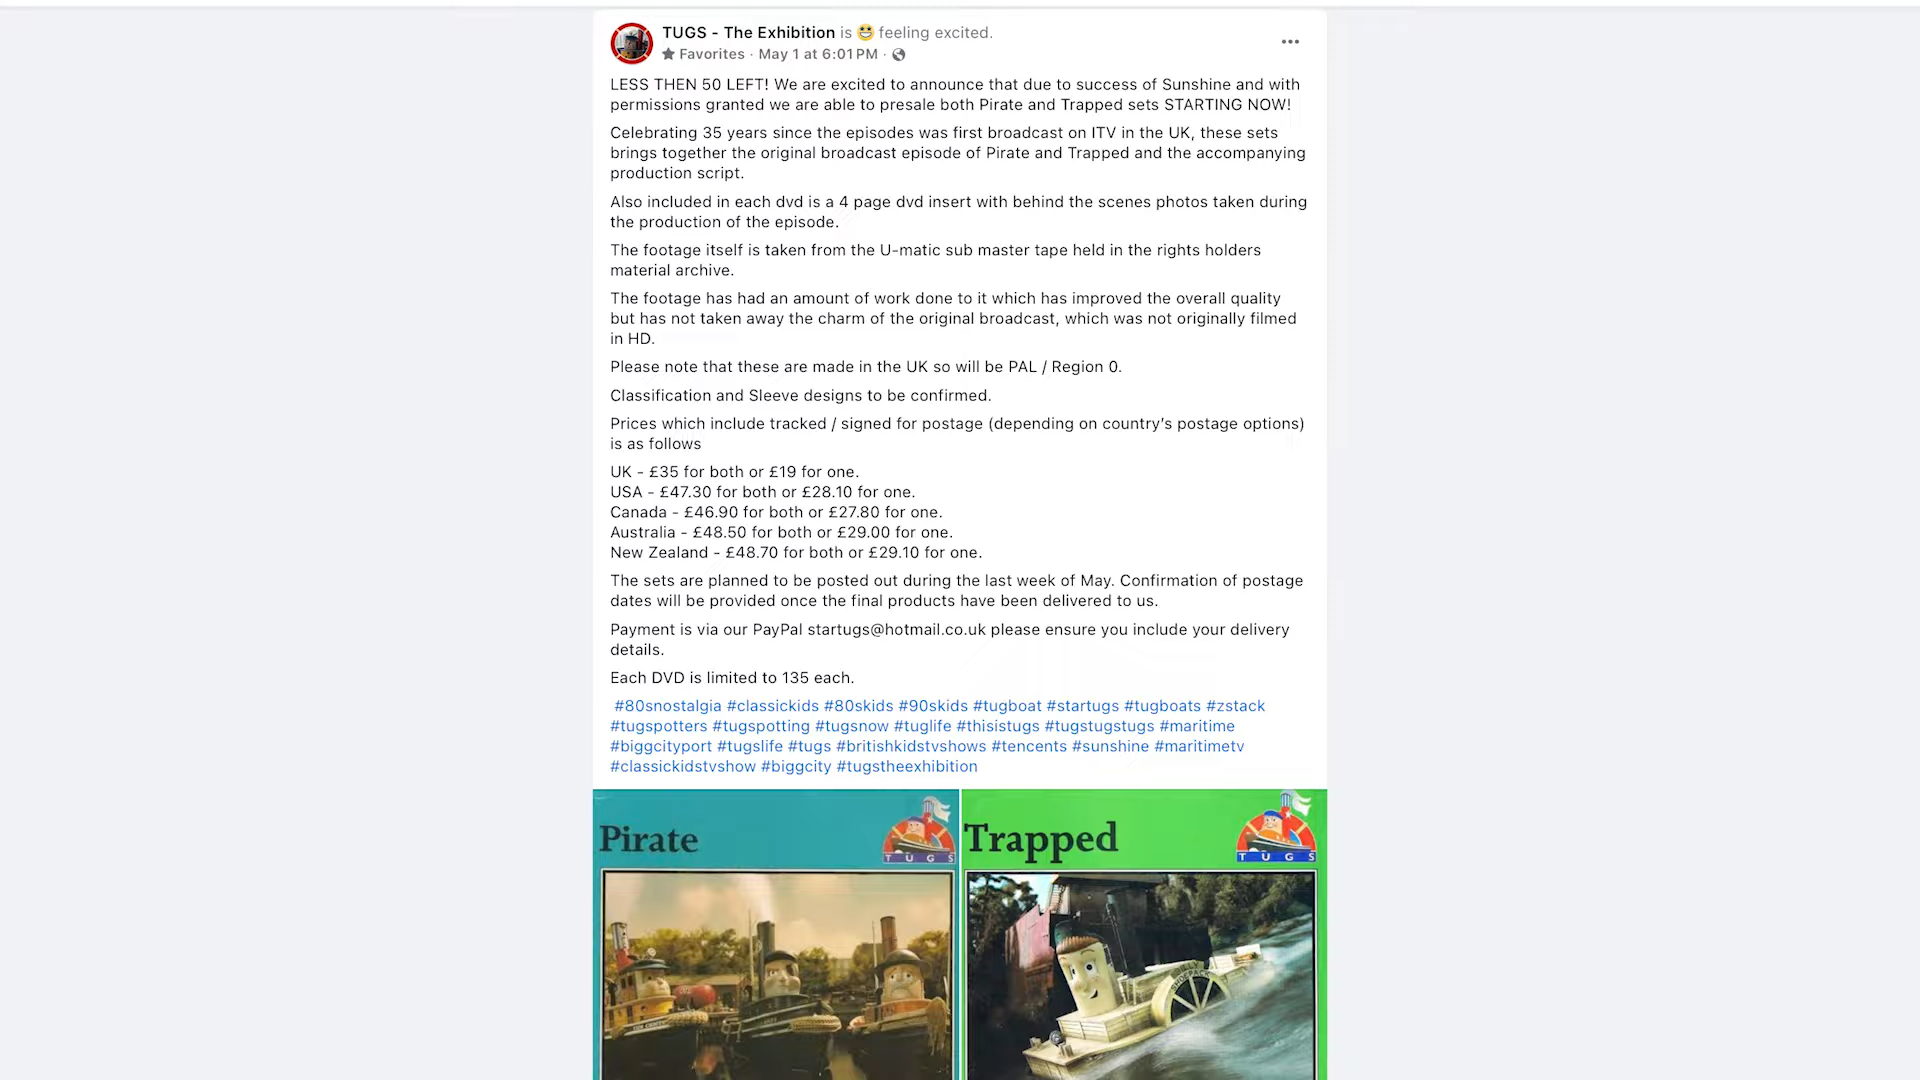 TUGS - The Exhibition is feeling excited.
Favorites · May 1 at 6:01 PM ·
LESS THEN 50 LEFT! We are excited to announce that due to success of Sunshine and with
permissions granted we are able to presale both Pirate and Trapped sets STARTING NOW!
Celebrating 35 years since the episodes was first broadcast on ITV in the UK, these sets
brings together the original broadcast episode of Pirate and Trapped and the accompanying
production script.
Also included in each dvd is a 4 page dvd insert with behind the scenes photos taken during
the production of the episode.
The footage itself is taken from the U-matic sub master tape held in the rights holders
material archive.
The footage has had an amount of work done to it which has improved the overall quality
but has not taken away the charm of the original broadcast, which was not originally filmed
in HD.
Please note that these are made in the UK so will be PAL / Region 0.
Classification and Sleeve designs to be confirmed.
Prices which include tracked / signed for postage (depending on country's postage options)
is as follows
UK - £35 for both or £19 for one.
USA - £47.30 for both or £28.10 for one.
Canada - £46.90 for both or £27.80 for one.
Australia - £48.50 for both or £29.00 for one.
New Zealand - £48.70 for both or £29.10 for one.
The sets are planned to be posted out during the last week of May. Confirmation of postage
dates will be provided once the final products have been delivered to us.
Payment is via our PayPal startugs@hotmail.co.uk please ensure you include your delivery
details.
Each DVD is limited to 135 each.
#80snostalgia #classickids #80skids #90skids #tugboat #startugs #tugboats #zstack
#tugspotters #tugspotting #tugsnow #tuglife #thisistugs #tugstugstugs #maritime
#biggcityport #tugslife #tugs #britishkidstvshows #tencents #sunshine #maritimetv
#classickidstvshow #biggcity #tugstheexhibition
Pirate
TUGS
Trapped
TUGS